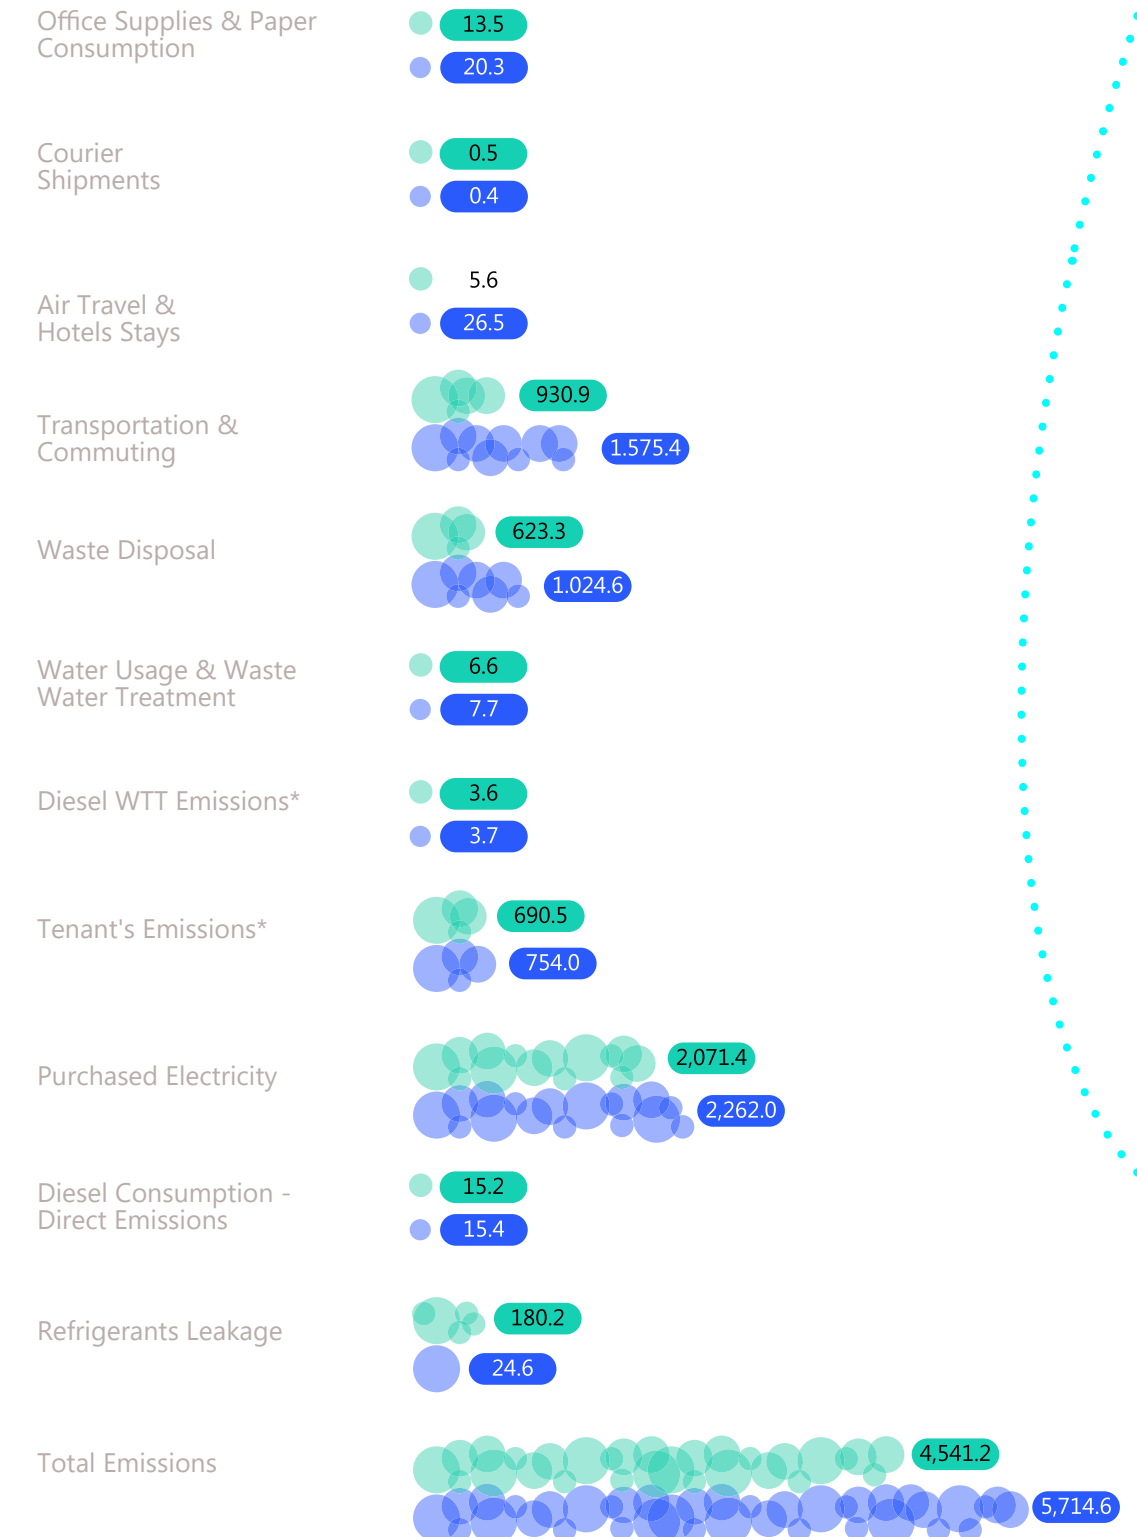 Office Supplies & Paper
Consumption
13.5
20.3
Courier
Shipments
0.5
0.4
Air Travel &
Hotels Stays
5.6
26.5
Transportation &
Commuting
930.9
1.575.4
Waste Disposal
623.3
1.024.6
Water Usage & Waste
Water Treatment
6.6
7.7
Diesel WTT Emissions*
3.6
3.7
Tenant's Emissions*
690.5
754.0
Purchased Electricity
2,071.4
2,262.0
Diesel Consumption -
Direct Emissions
15.2
15.4
Refrigerants Leakage
180.2
24.6
Total Emissions
4,541.2
5,714.6